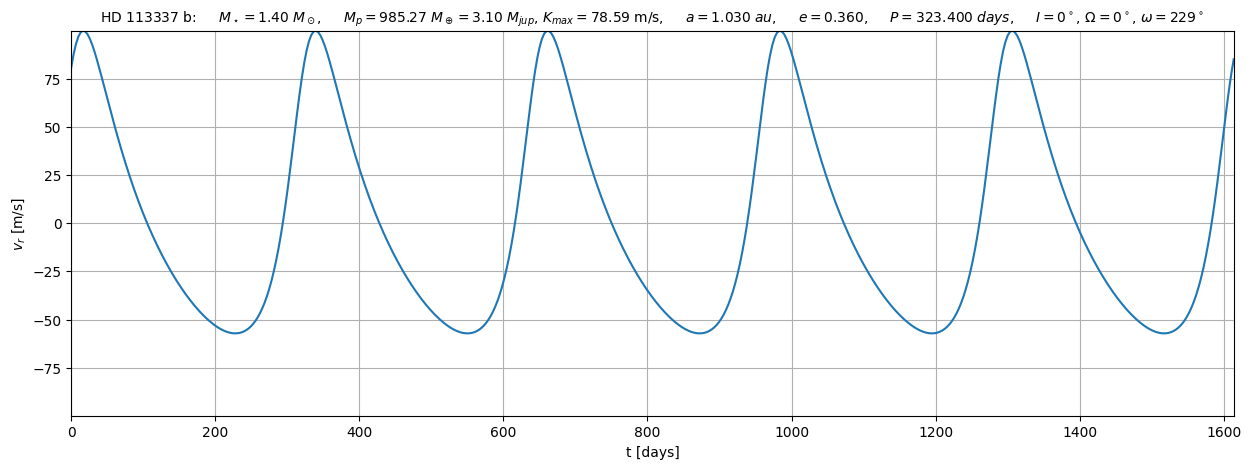 HD 113337 b: M⋆ = 1.40 M⊙, Mp = 985.27 M⊕ = 3.10 Mjup, Kmax = 78.59 m/s, a = 1.030 au, e = 0.360, P = 323.400 days, I = 0°, Ω = 0°, ω = 229°
75
50
25
0
−25
−50
−75
vr [m/s]
0 200 400 600 800 1000 1200 1400 1600
t [days]